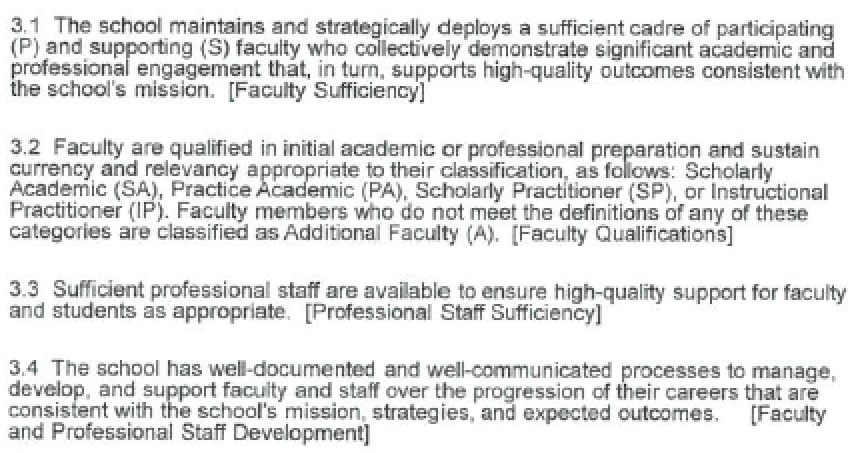 3.1 The school maintains and strategically deploys a sufficient cadre of participating
(P) and supporting (S) faculty who collectively demonstrate significant academic and
professional engagement that, in turn, supports high-quality outcomes consistent with
the school's mission. [Faculty Sufficiency]
3.2 Faculty are qualified in initial academic or professional preparation and sustain
currency and relevancy appropriate to their classification, as follows: Scholarly
Academic (SA), Practice Academic (PA), Scholarly Practitioner (SP), or Instructional
Practitioner (IP). Faculty members who do not meet the definitions of any of these
categories are classified as Additional Faculty (A). [Faculty Qualifications]
3.3 Sufficient professional staff are available to ensure high-quality support for faculty
and students as appropriate. [Professional Staff Sufficiency]
3.4 The school has well-documented and well-communicated processes to manage,
develop, and support faculty and staff over the progression of their careers that are
consistent with the school's mission, strategies, and expected outcomes. [Faculty
and Professional Staff Development]